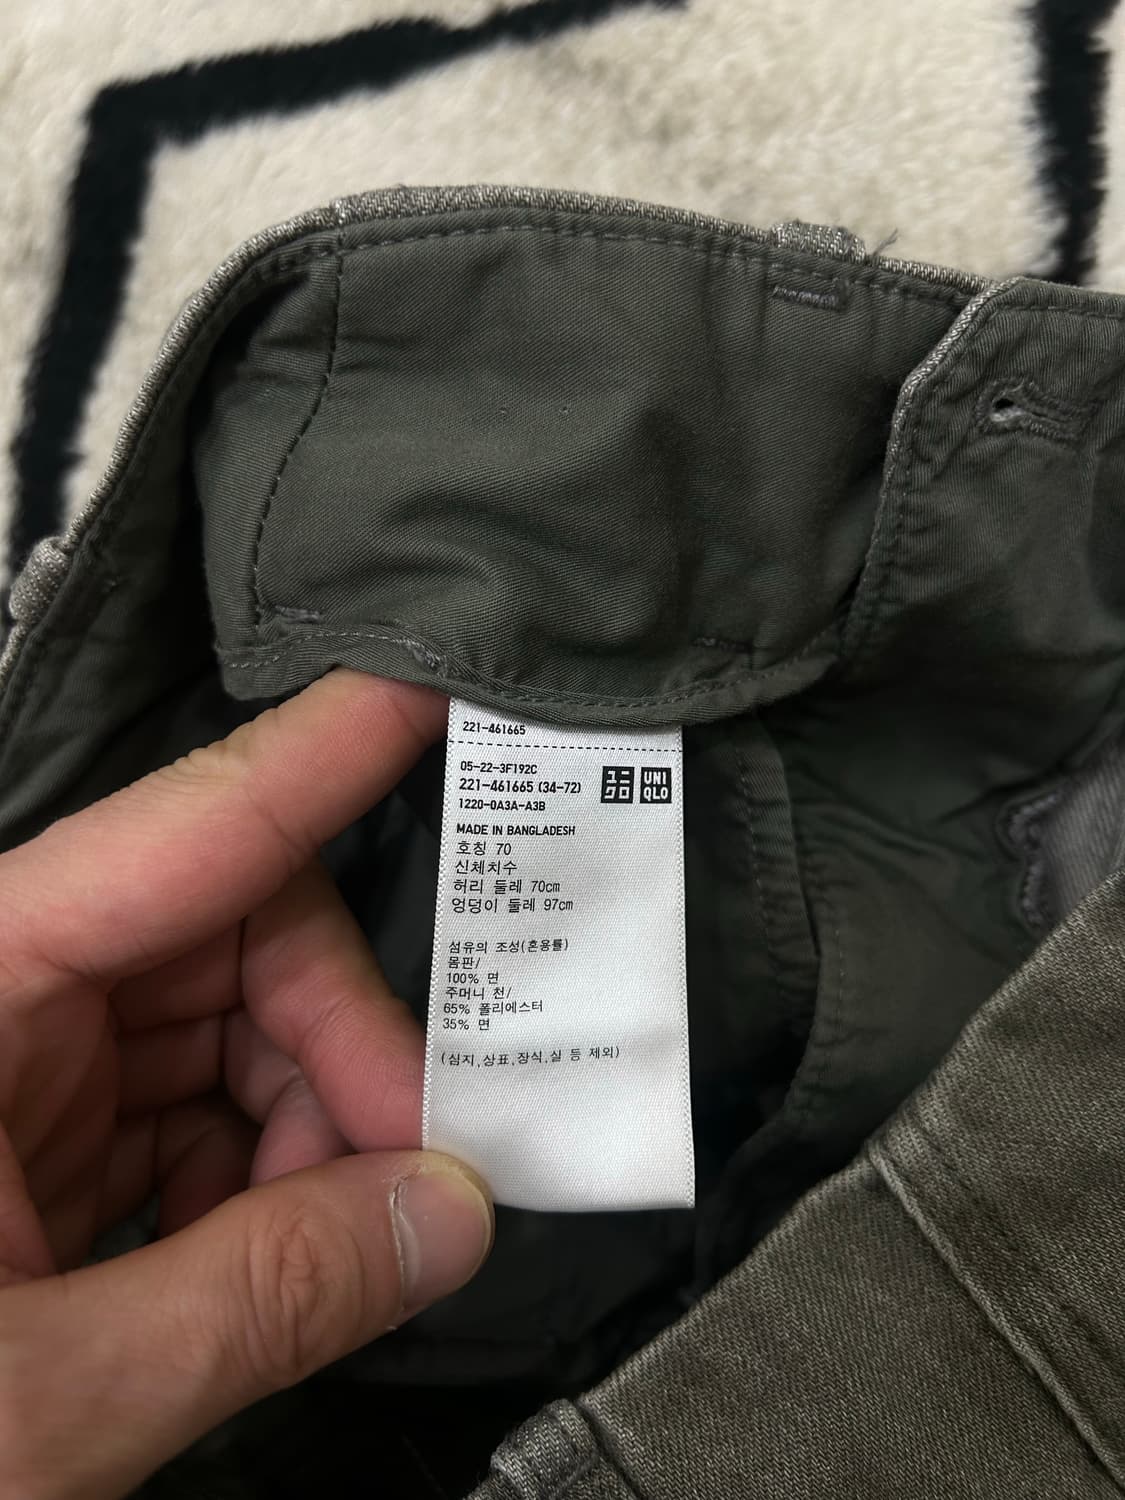 221-461665
05-22-3F192C
221-461665 (34-72)
1220-0A3A-A3B
ユニ
クロ
UNI
QLO
MADE IN BANGLADESH
호칭 70
신체치수
허리 둘레 70cm
엉덩이 둘레 97cm
섬유의 조성(혼용률)
몸판/
100% 면
주머니 천/
65% 폴리에스터
35% 면
(심지,상표,장식,실 등 제외)